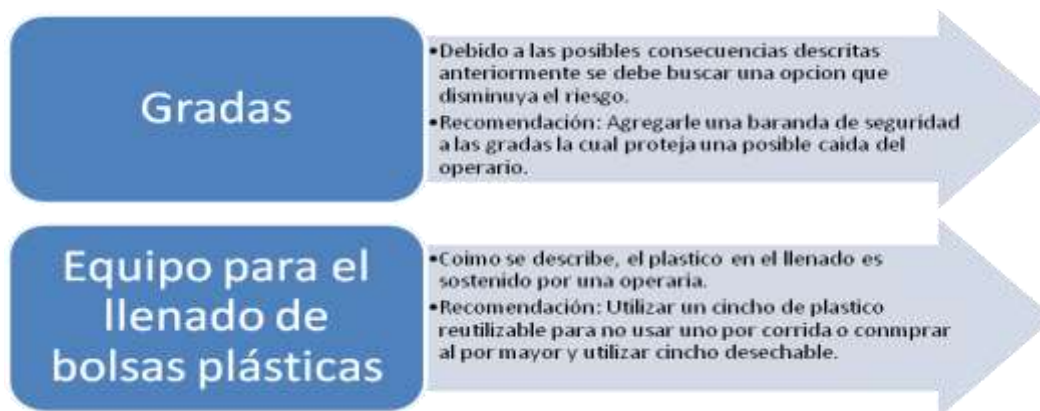 Gradas
•Debido a las posibles consecuencias descritas
anteriormente se debe buscar una opcion que
disminuya el riesgo.
•Recomendación: Agregarle una baranda de seguridad
a las gradas la cual proteja una posible caida del
operario.
Equipo para el
llenado de
bolsas plásticas
•Coimo se describe, el plastico en el llenado es
sostenido por una operaria.
•Recomendación: Utilizar un cincho de plastico
reutilizable para no usar uno por corrida o conmprar
al por mayor y utilizar cincho desechable.